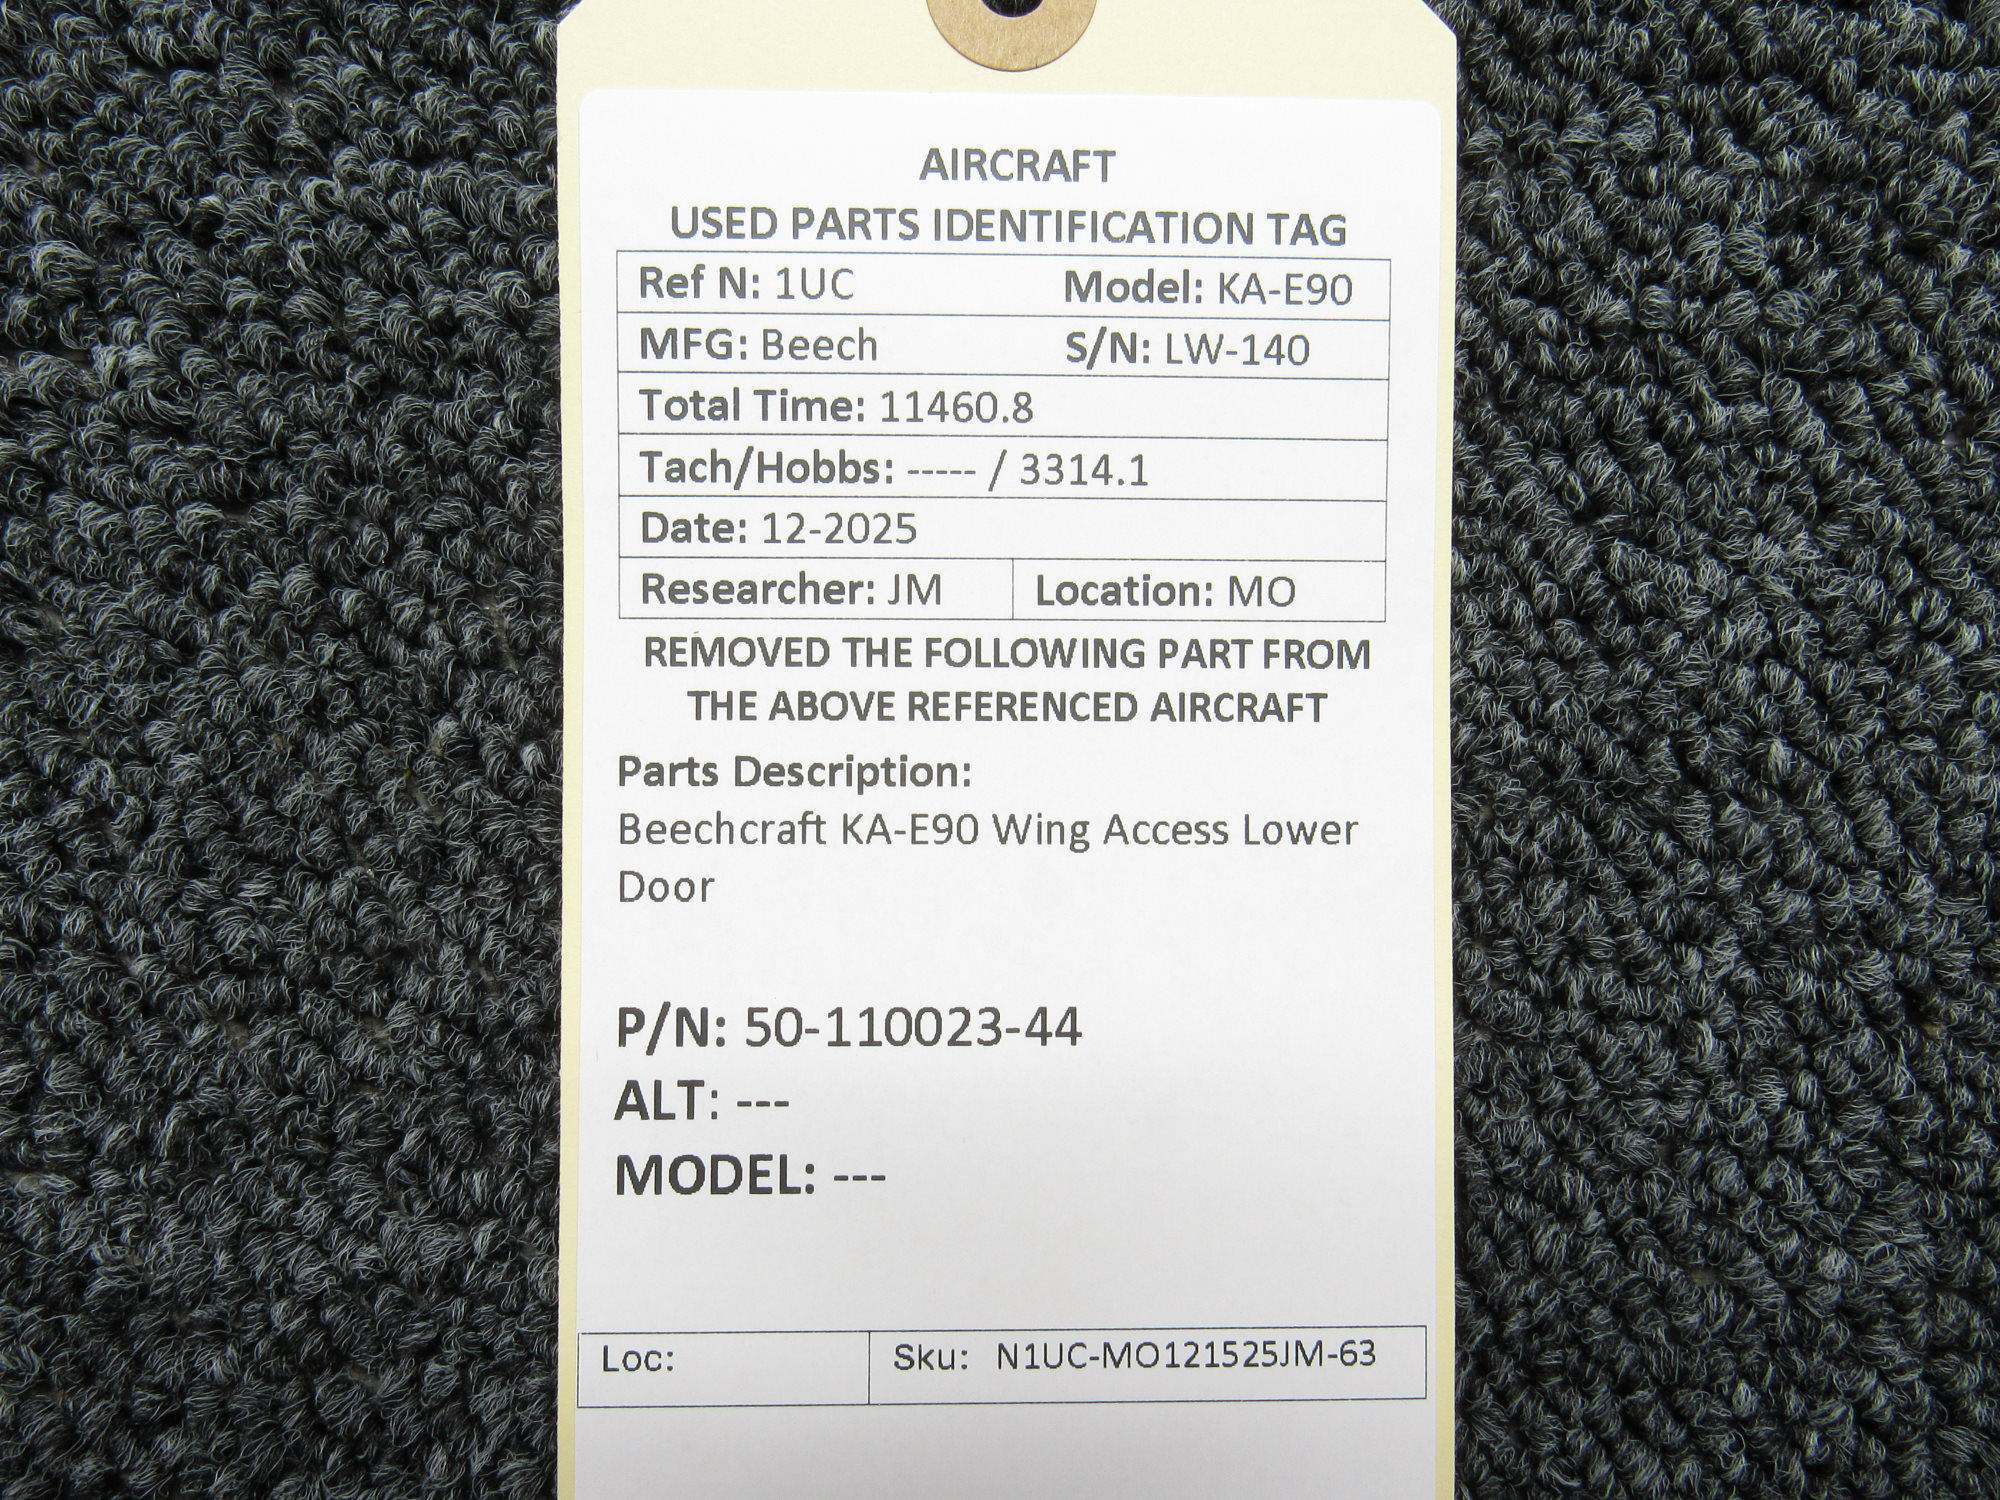 AIRCRAFT
USED PARTS IDENTIFICATION TAG
Ref N: 1UC Model: KA-E90
MFG: Beech S/N: LW-140
Total Time: 11460.8
Tach/Hobbs: ----- / 3314.1
Date: 12-2025
Researcher: JM Location: MO
REMOVED THE FOLLOWING PART FROM
THE ABOVE REFERENCED AIRCRAFT
Parts Description:
Beechcraft KA-E90 Wing Access Lower
Door
P/N: 50-110023-44
ALT: ---
MODEL: ---
Loc: Sku: N1UC-MO121525JM-63